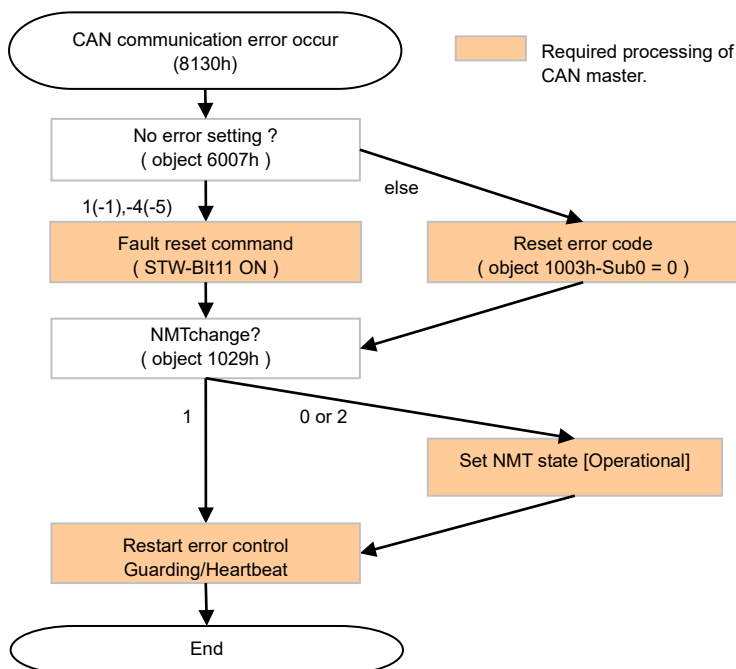 CAN communication error occur
(8130h)
Required processing of
CAN master.
No error setting ?
( object 6007h )
else
1(-1),-4(-5)
Fault reset command
( STW-BIt11 ON )
Reset error code
( object 1003h-Sub0 = 0 )
NMTchange?
( object 1029h )
1
0 or 2
Set NMT state [Operational]
Restart error control
Guarding/Heartbeat
End